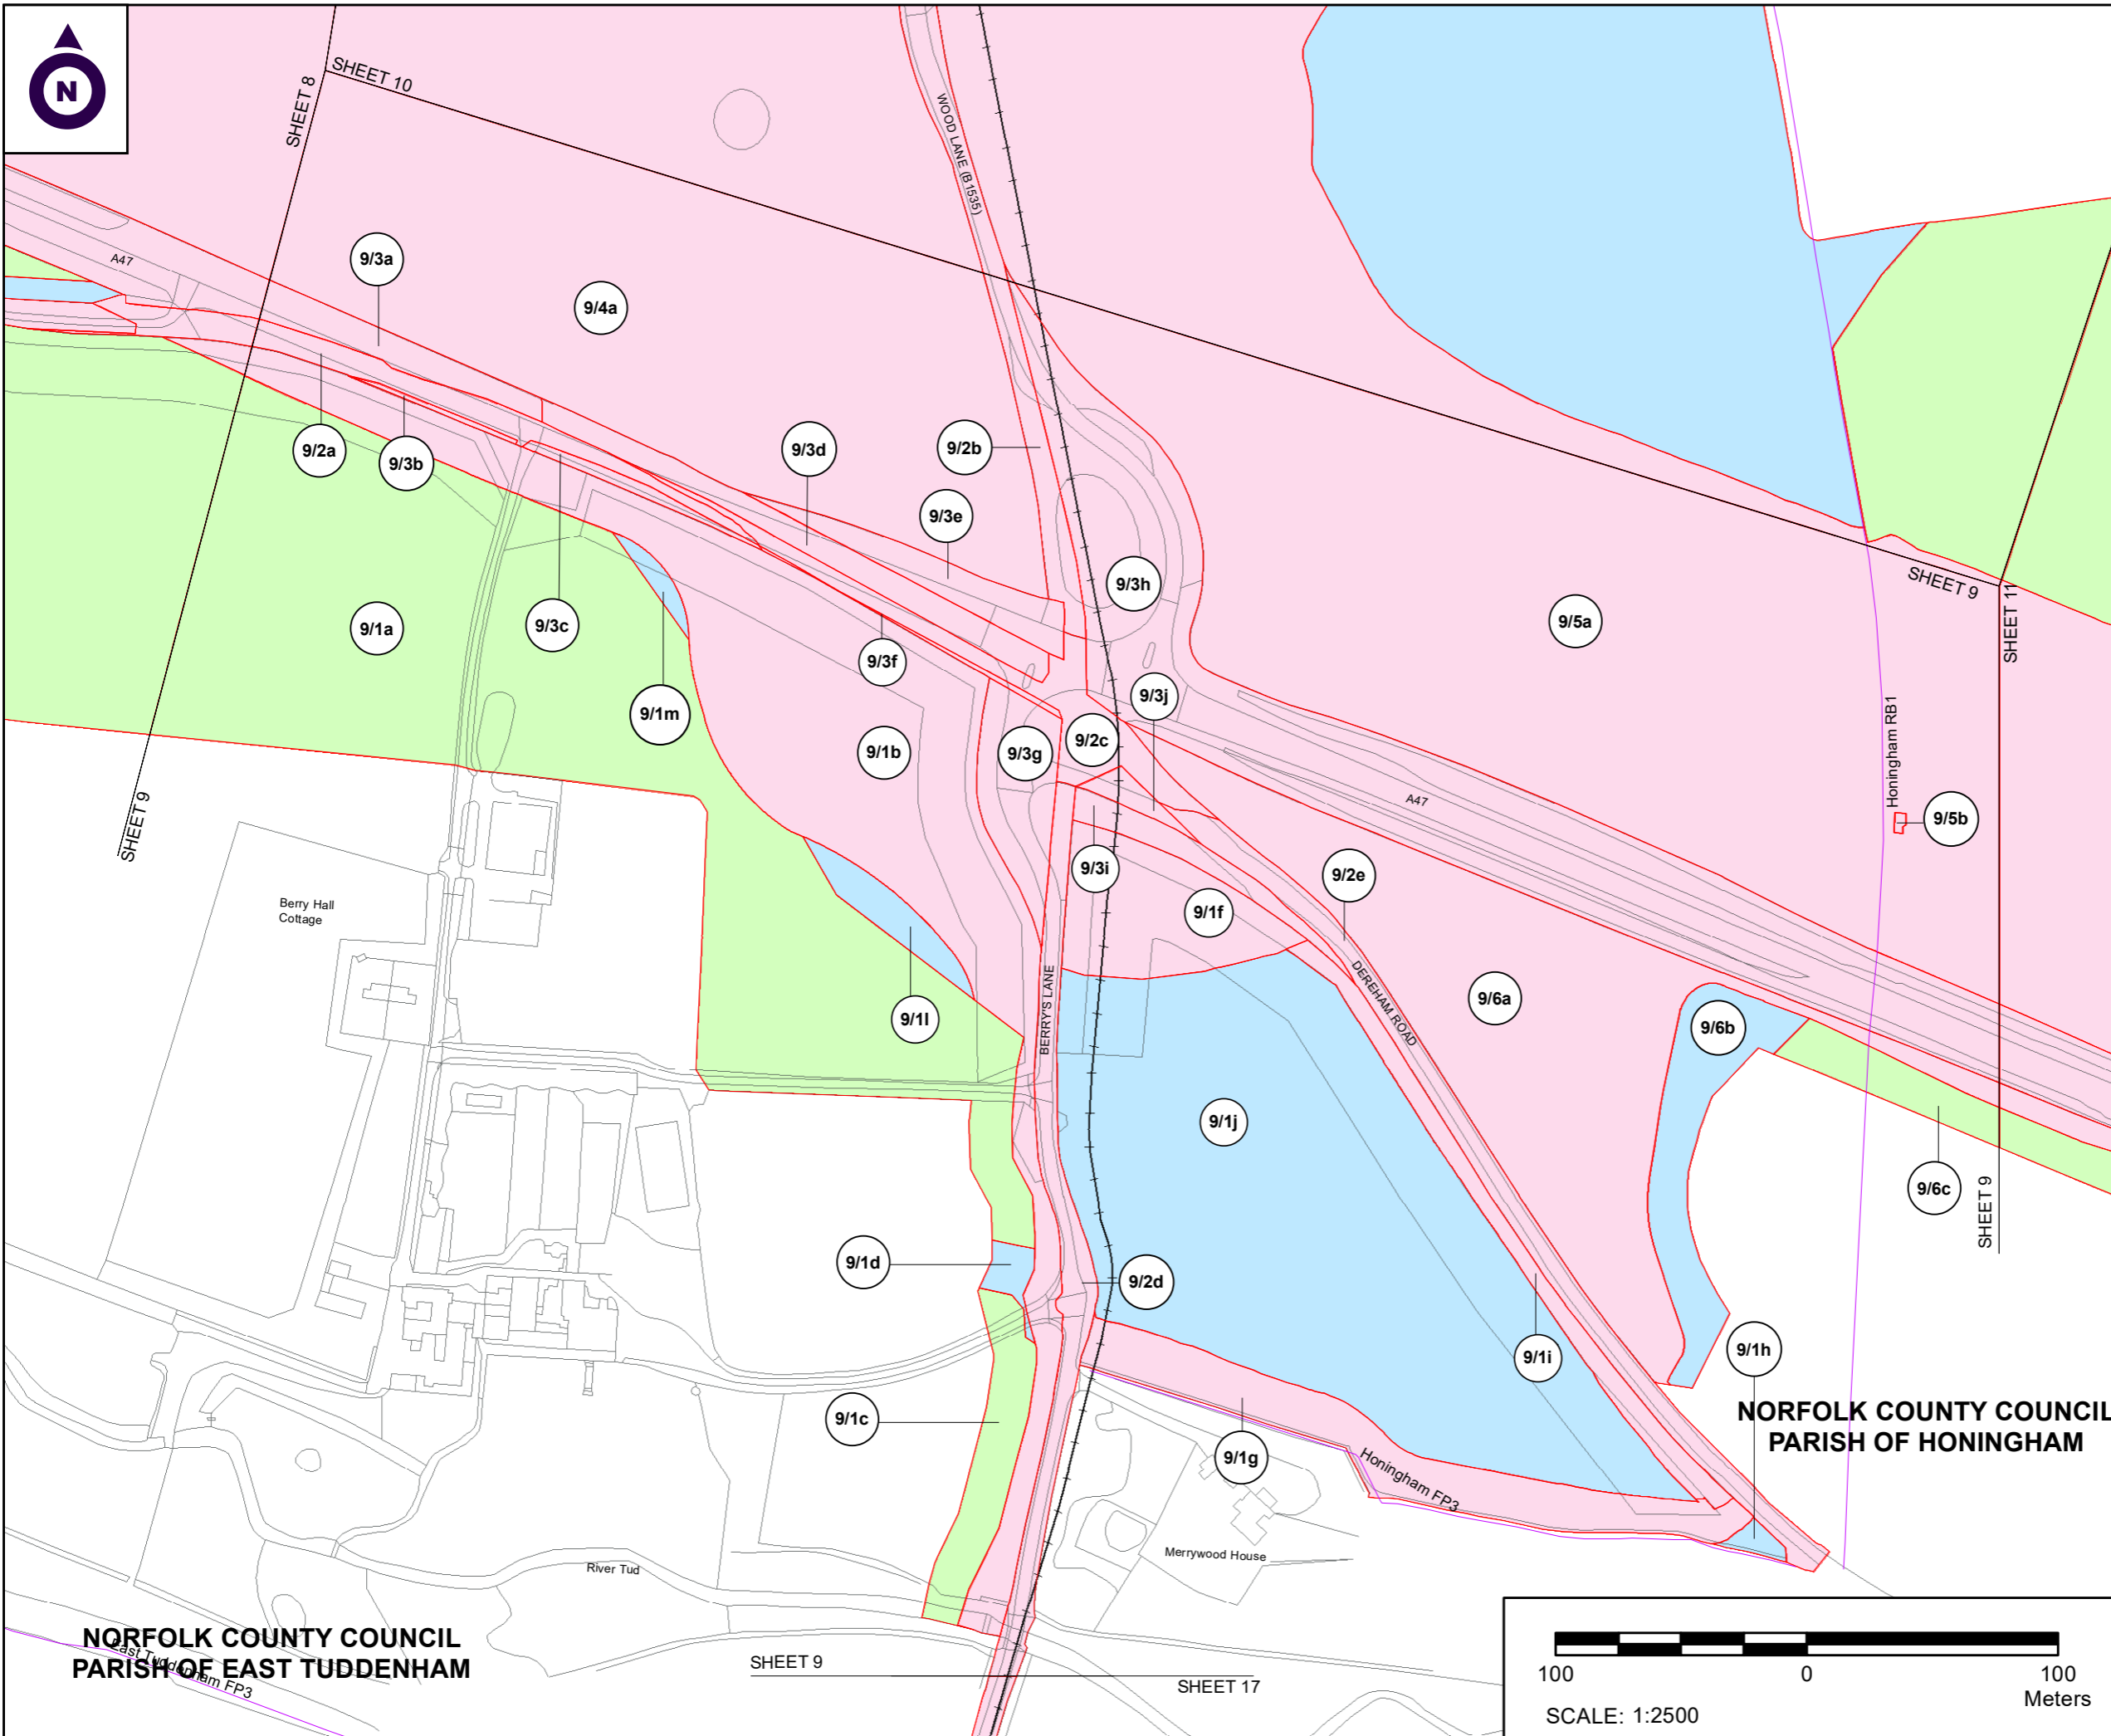 N
SHEET 8
SHEET 10
WOOD LANE (B1535)
A47
9/3a
9/4a
9/2a
9/3b
9/3d
9/2b
9/3e
9/3h
SHEET 9
SHEET 11
9/5a
9/1a
9/3c
9/3f
9/1m
9/3j
9/1b
9/3g
9/2c
Honingham RB1
A47
9/5b
SHEET 9
Berry Hall
Cottage
9/3i
9/2e
9/1f
BERRY'S LANE
DEREHAM ROAD
9/6a
9/6b
9/1l
9/1j
9/6c
SHEET 9
9/1d
9/2d
9/1i
9/1h
9/1c
9/1g
Honingham FP3
NORFOLK COUNTY COUNCIL
PARISH OF HONINGHAM
Merrywood House
River Tud
NORFOLK COUNTY COUNCIL
PARISH OF EAST TUDDENHAM
East Tuddenham FP3
SHEET 9
SHEET 17
100 0 100
Meters
SCALE: 1:2500